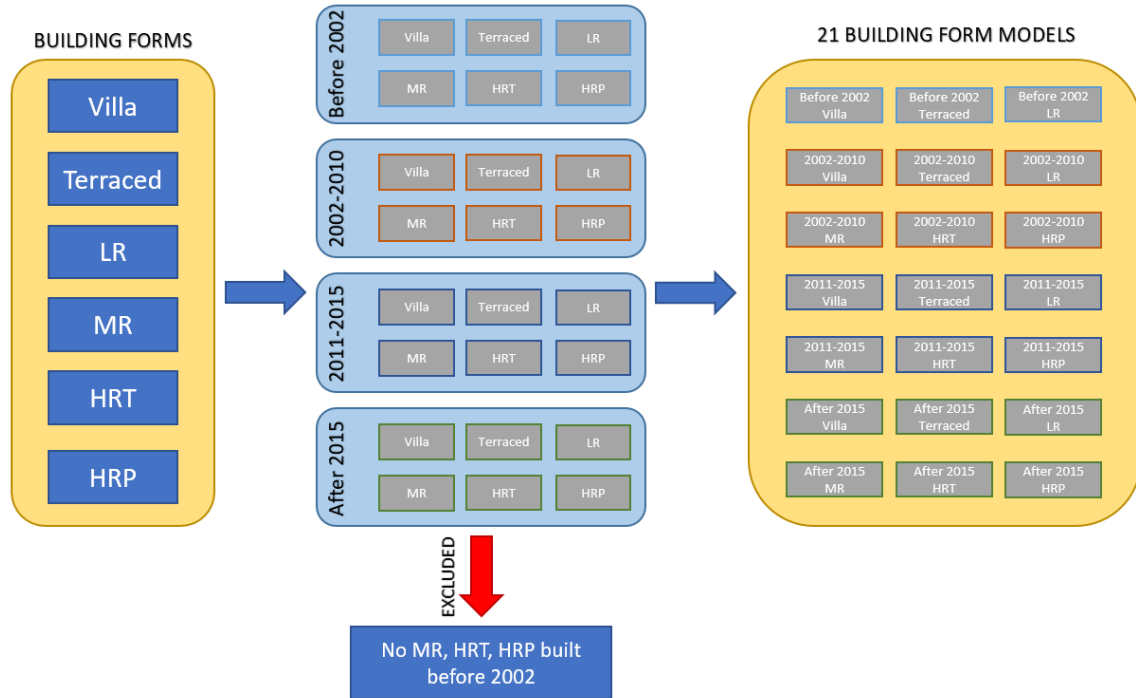 BUILDING FORMS
Villa
Terraced
LR
MR
HRT
HRP
Before 2002
Villa
Terraced
LR
MR
HRT
HRP
2002-2010
Villa
Terraced
LR
MR
HRT
HRP
2011-2015
Villa
Terraced
LR
MR
HRT
HRP
After 2015
Villa
Terraced
LR
MR
HRT
HRP
EXCLUDED
No MR, HRT, HRP built
before 2002
21 BUILDING FORM MODELS
Before 2002
Villa
Before 2002
Terraced
Before 2002
LR
2002-2010
Villa
2002-2010
Terraced
2002-2010
LR
2002-2010
MR
2002-2010
HRT
2002-2010
HRP
2011-2015
Villa
2011-2015
Terraced
2011-2015
LR
2011-2015
MR
2011-2015
HRT
2011-2015
HRP
After 2015
Villa
After 2015
Terraced
After 2015
LR
After 2015
MR
After 2015
HRT
After 2015
HRP